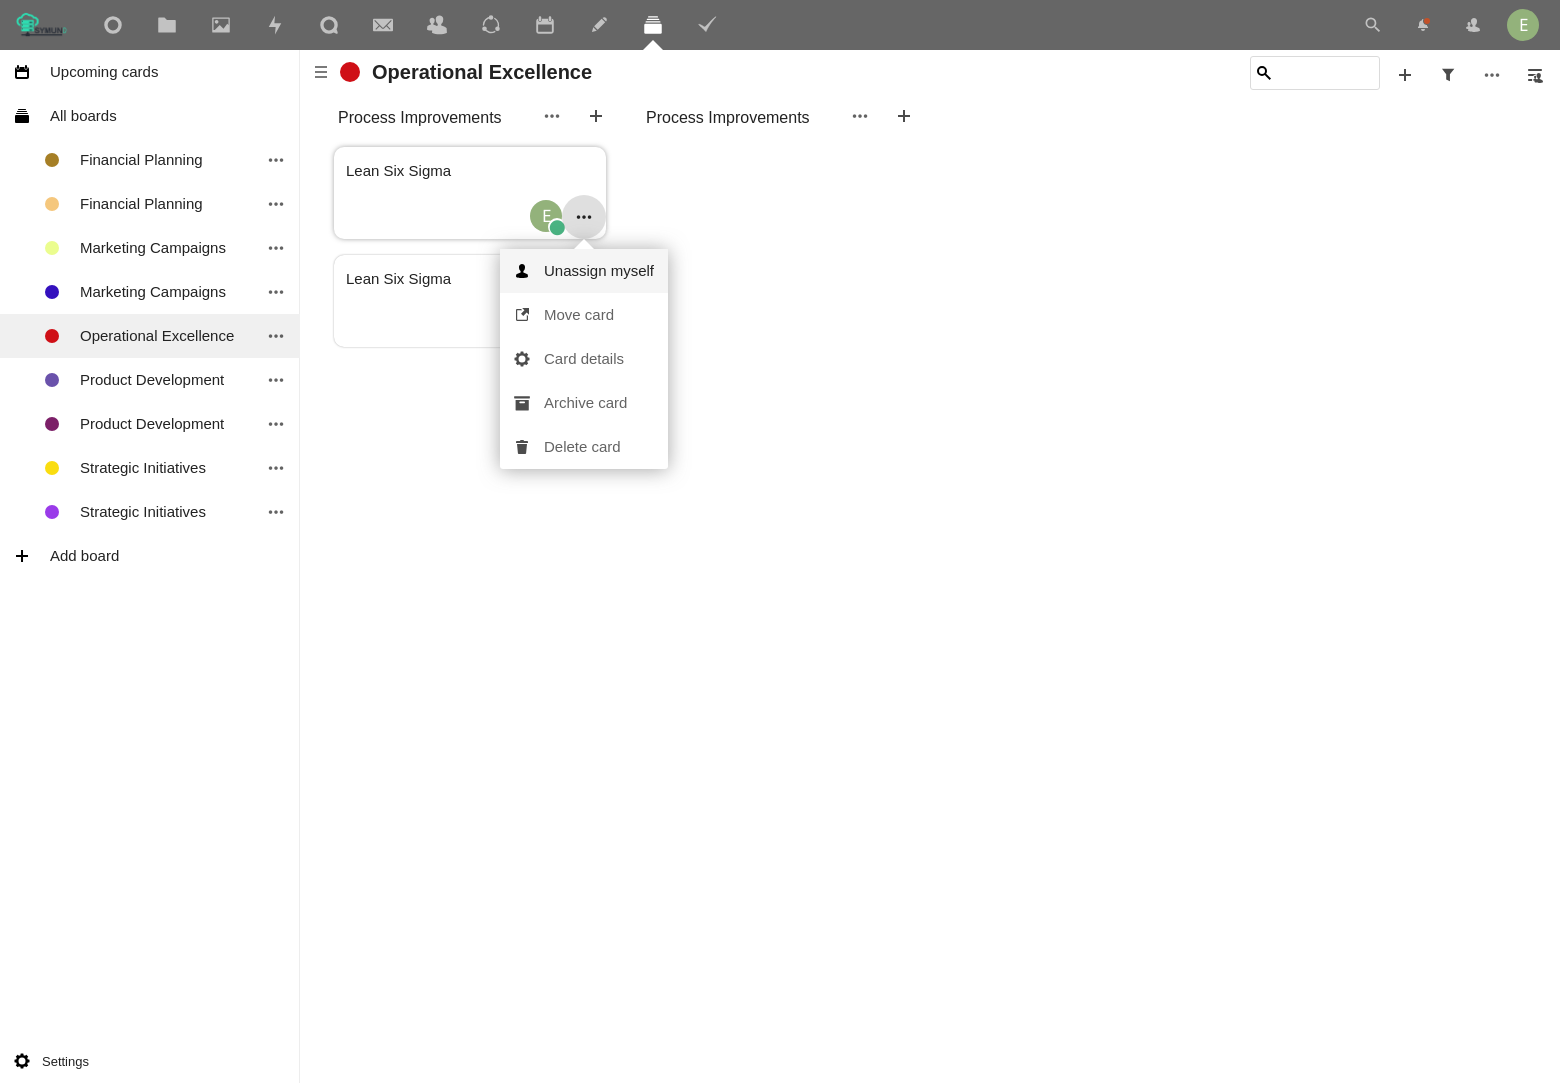 E
Upcoming cards
All boards
Financial Planning
Financial Planning
Marketing Campaigns
Marketing Campaigns
Operational Excellence
Product Development
Product Development
Strategic Initiatives
Strategic Initiatives
Add board
Settings
Operational Excellence
Process Improvements
Process Improvements
Lean Six Sigma
E
Lean Six Sigma
Unassign myself
Move card
Card details
Archive card
Delete card